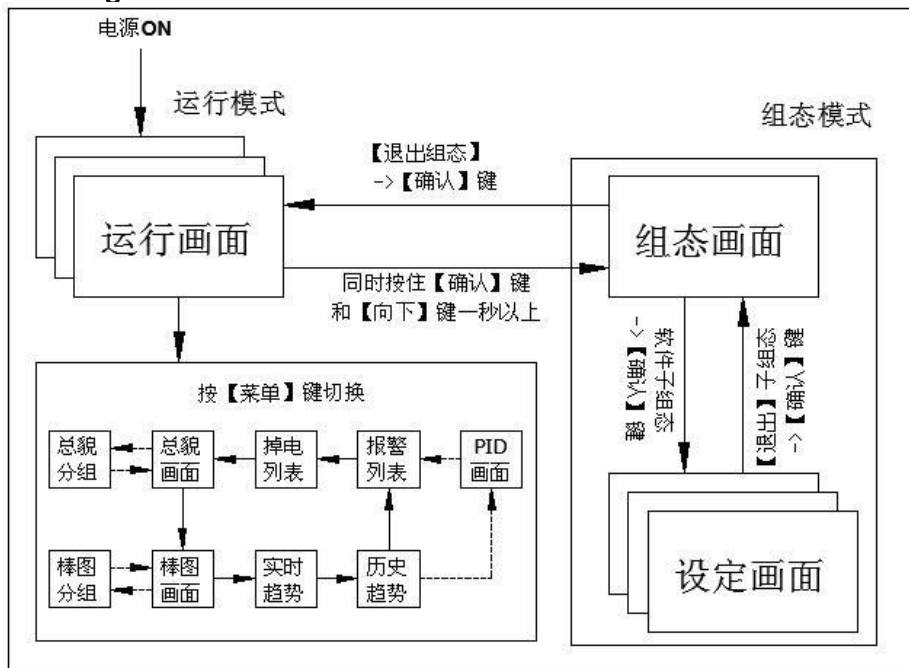 电源ON
运行模式
组态模式
【退出组态】
->【确认】键
运行画面
组态画面
同时按住【确认】键
和【向下】键一秒以上
软件子组态
->【确认】键
【退出】子组态
->【确认】键
按【菜单】键切换
总貌
分组
总貌
画面
掉电
列表
报警
列表
PID
画面
棒图
分组
棒图
画面
实时
趋势
历史
趋势
设定画面